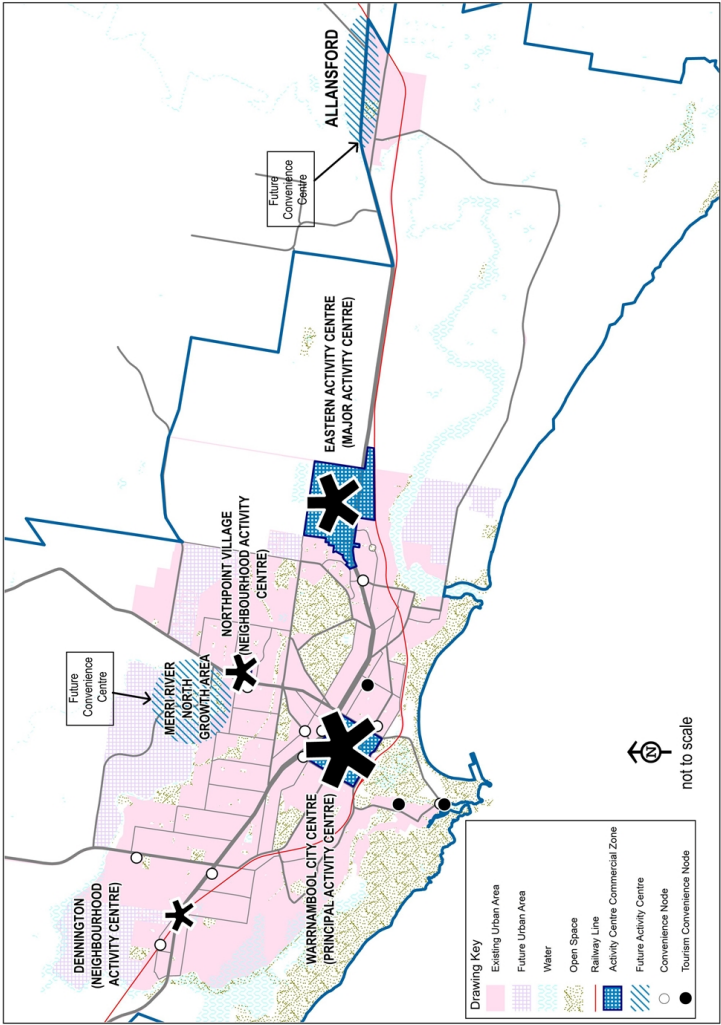 ALLANSFORD
Future
Convenience
Centre
EASTERN ACTIVITY CENTRE
(MAJOR ACTIVITY CENTRE)
NORTHPOINT VILLAGE
(NEIGHBOURHOOD ACTIVITY
CENTRE)
Future
Convenience
Centre
MERRI RIVER
NORTH
GROWTH AREA
WARRNAMBOOL CITY CENTRE
(PRINCIPAL ACTIVITY CENTRE)
DENNINGTON
(NEIGHBOURHOOD
ACTIVITY CENTRE)
N
not to scale
Drawing Key
Existing Urban Area
Future Urban Area
Water
Open Space
Railway Line
Activity Centre Commercial Zone
Future Activity Centre
Convenience Node
Tourism Convenience Node